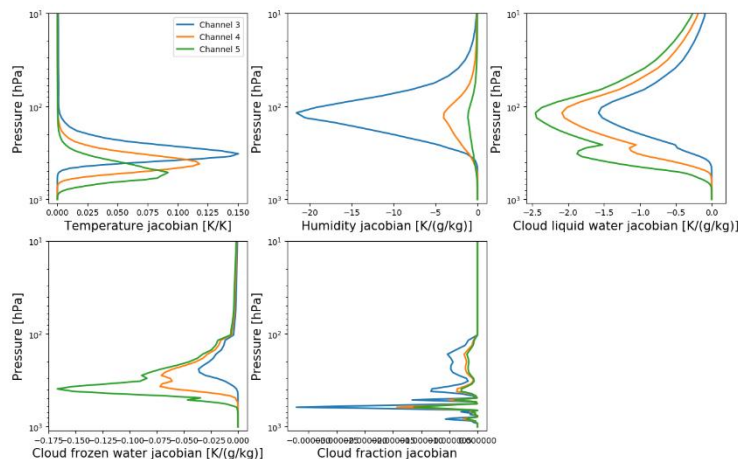 10¹
10²
10³
Pressure [hPa]
0.000 0.025 0.050 0.075 0.100 0.125 0.150
Temperature jacobian [K/K]
Channel 3
Channel 4
Channel 5
10¹
10²
10³
Pressure [hPa]
−20 −15 −10 −5 0
Humidity jacobian [K/(g/kg)]
10¹
10²
10³
Pressure [hPa]
−2.5 −2.0 −1.5 −1.0 −0.5 0.0
Cloud liquid water jacobian [K/(g/kg)]
10¹
10²
10³
Pressure [hPa]
−0.175 −0.150 −0.125 −0.100 −0.075 −0.050 −0.025 0.000
Cloud frozen water jacobian [K/(g/kg)]
10¹
10²
10³
Pressure [hPa]
Cloud fraction jacobian